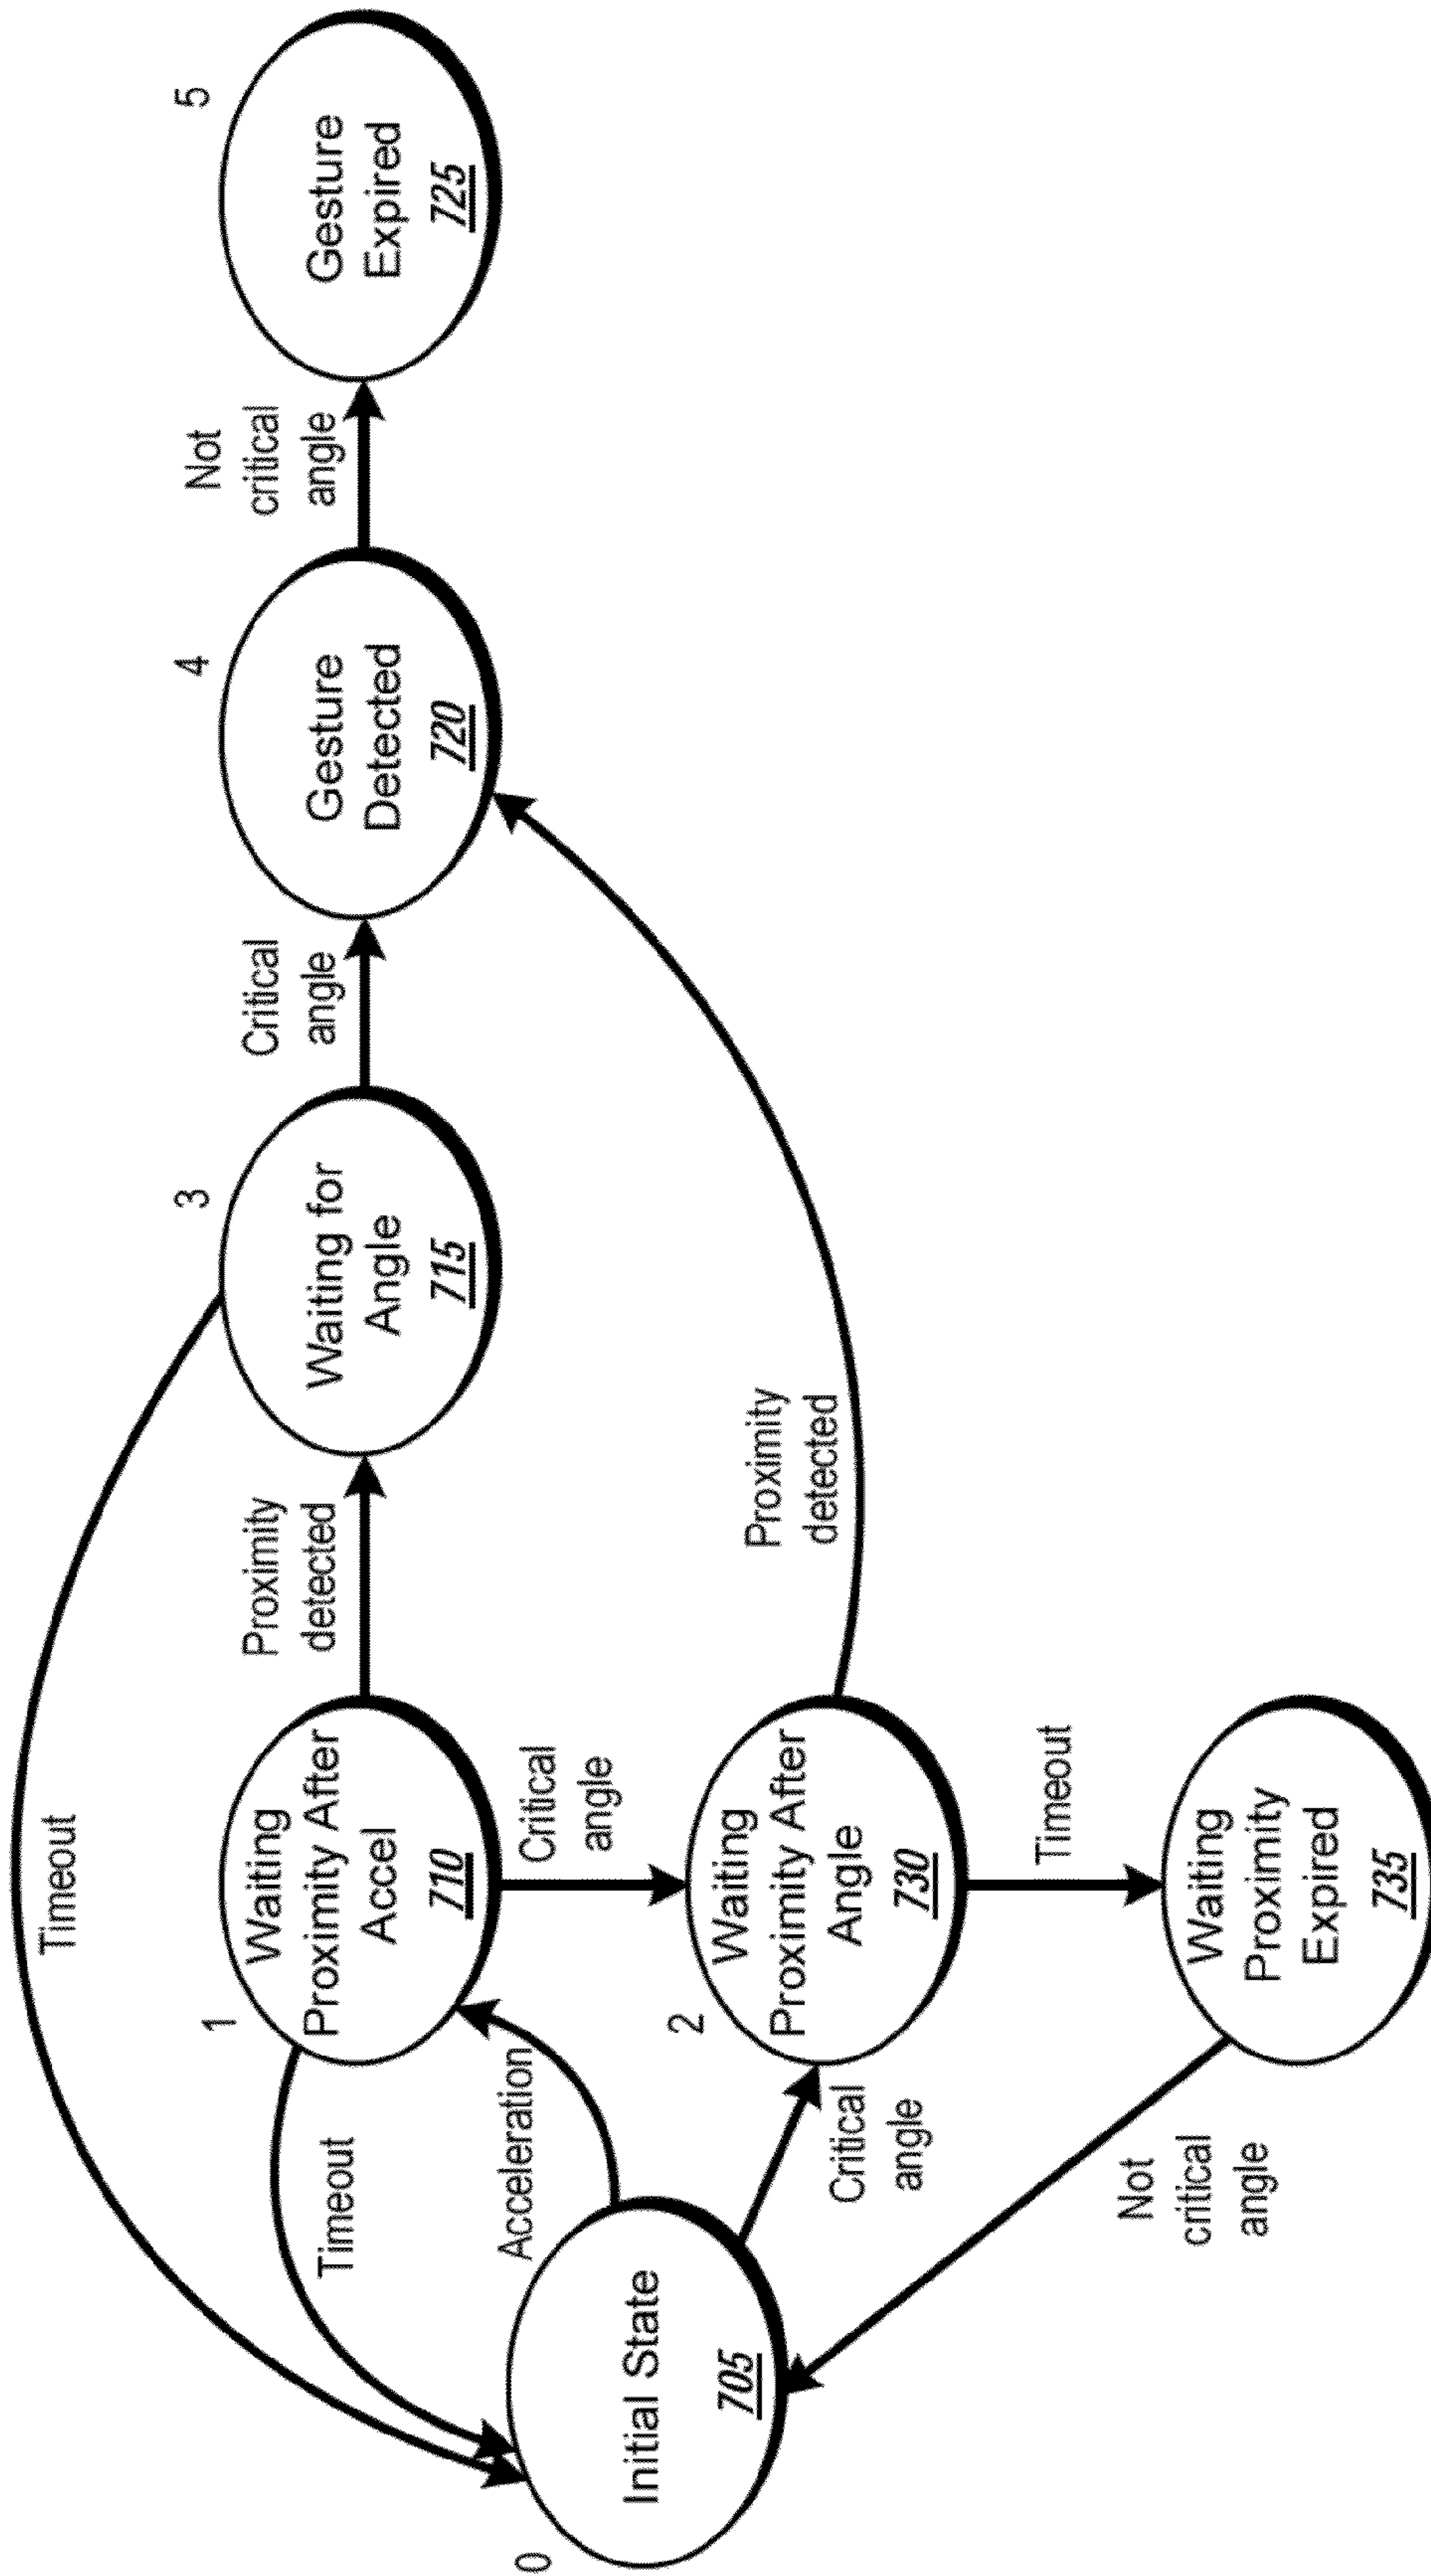 Timeout
1
Waiting
Proximity After
Accel
710
Proximity
detected
3
Waiting for
Angle
715
Critical
angle
4
Gesture
Detected
720
Not
critical
angle
5
Gesture
Expired
725
Timeout
Acceleration
Critical
angle
0
Initial State
705
2
Waiting
Proximity After
Angle
730
Proximity
detected
Critical
angle
Timeout
Not
critical
angle
Waiting
Proximity
Expired
735